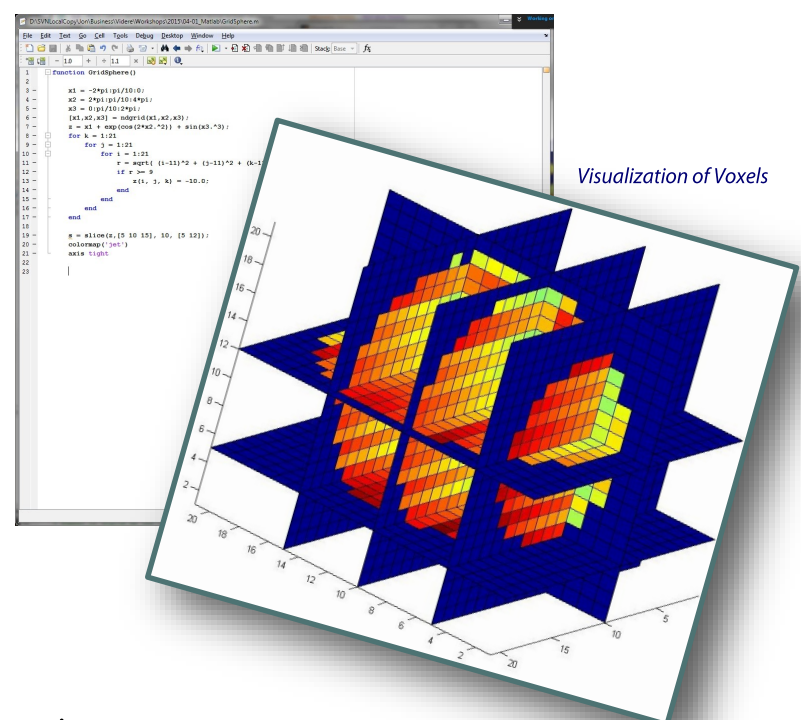 D:\SVNLocalCopy\Jon\Business\Videre\Workshops\2015\04-01_Matlab\GridSphere.m
Working on
File Edit Text Go Cell Tools Debug Desktop Window Help
Stack: Base fx
- 1.0 + ÷ 1.1 ×
1 function GridSphere()
2
3 - x1 = -2*pi:pi/10:0;
4 - x2 = 2*pi:pi/10:4*pi;
5 - x3 = 0:pi/10:2*pi;
6 - [x1,x2,x3] = ndgrid(x1,x2,x3);
7 - z = x1 + exp(cos(2*x2.^2)) + sin(x3.^3);
8 - for k = 1:21
9 - for j = 1:21
10 - for i = 1:21
11 - r = sqrt( (i-11)^2 + (j-11)^2 + (k-1
12 - if r >= 9
13 - z(i, j, k) = -10.0;
14 - end
15 - end
16 - end
17 - end
18
19 - s = slice(z,[5 10 15], 10, [5 12]);
20 - colormap('jet')
21 - axis tight
22
23
Visualization of Voxels
20
18
16
14
12
10
8
6
4
2
20 18 16 14 12 10 8 6 4 2
20 15 10 5